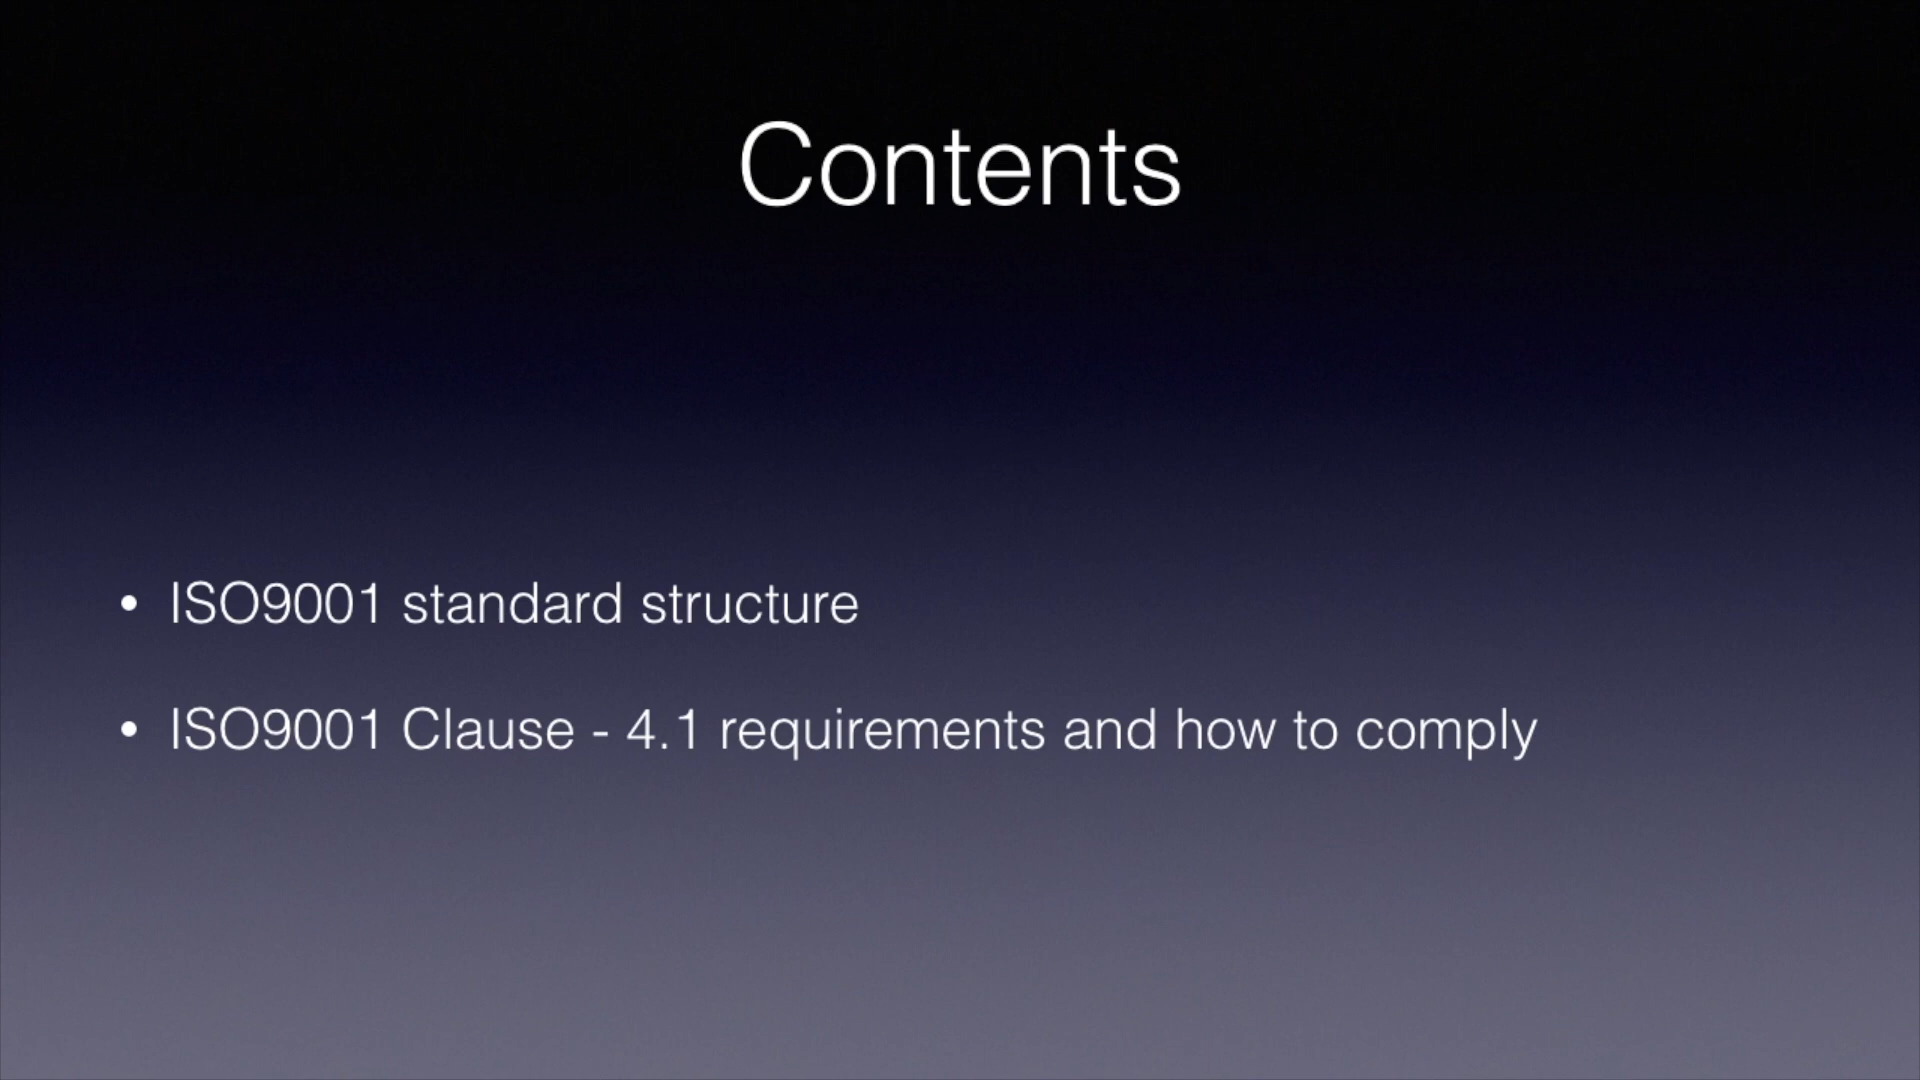 Contents
• ISO9001 standard structure
• ISO9001 Clause - 4.1 requirements and how to comply